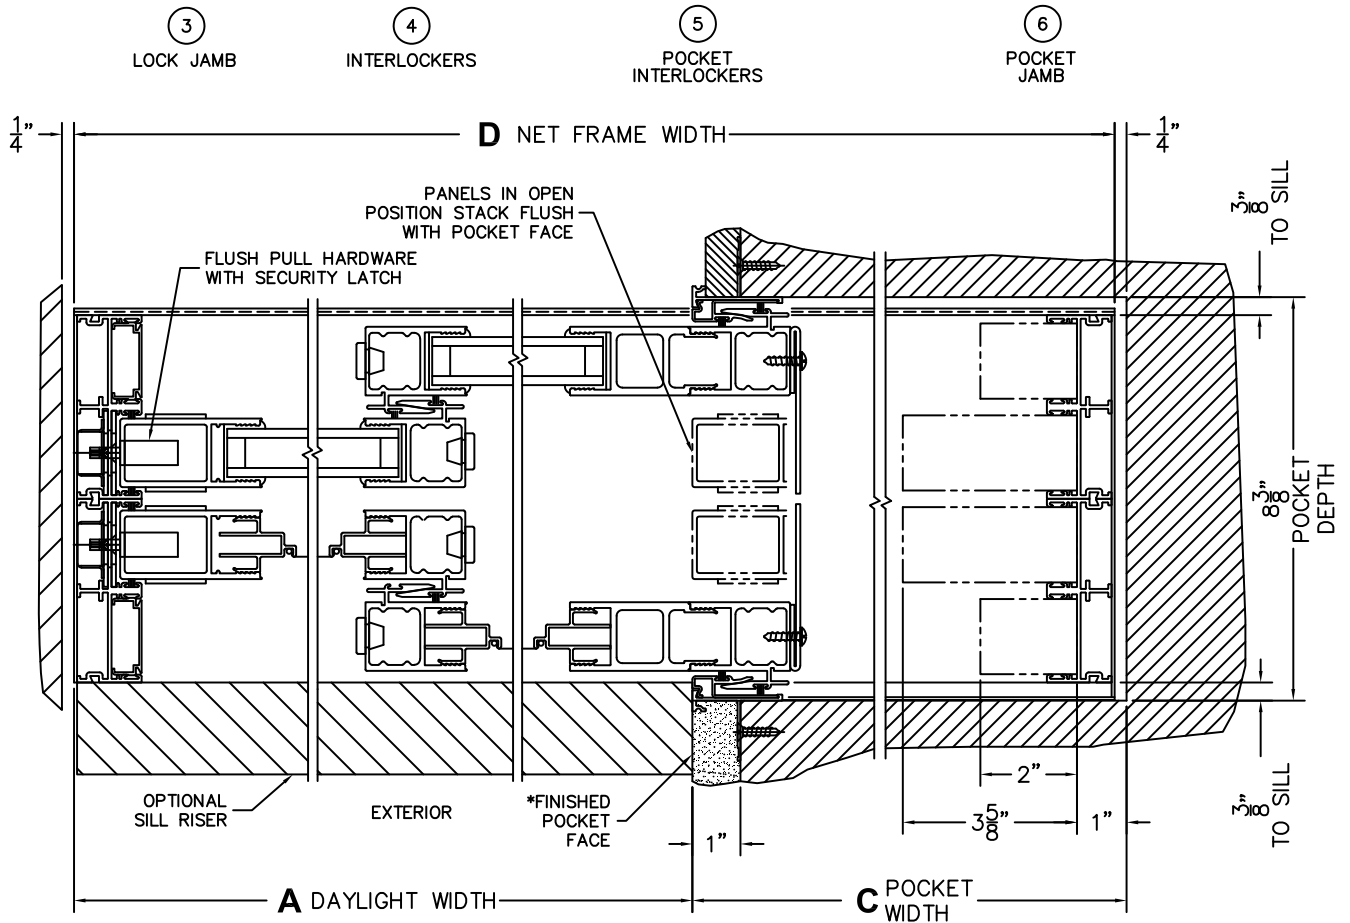 3
LOCK JAMB
4
INTERLOCKERS
5
POCKET
INTERLOCKERS
6
POCKET
JAMB
1/4"
D NET FRAME WIDTH
1/4"
PANELS IN OPEN
POSITION STACK FLUSH
WITH POCKET FACE
FLUSH PULL HARDWARE
WITH SECURITY LATCH
3/8"
TO SILL
8 3/8"
POCKET
DEPTH
OPTIONAL
SILL RISER
EXTERIOR
*FINISHED
POCKET
FACE
1"
2"
3 5/8"
1"
3/8"
TO SILL
A DAYLIGHT WIDTH
C POCKET
WIDTH